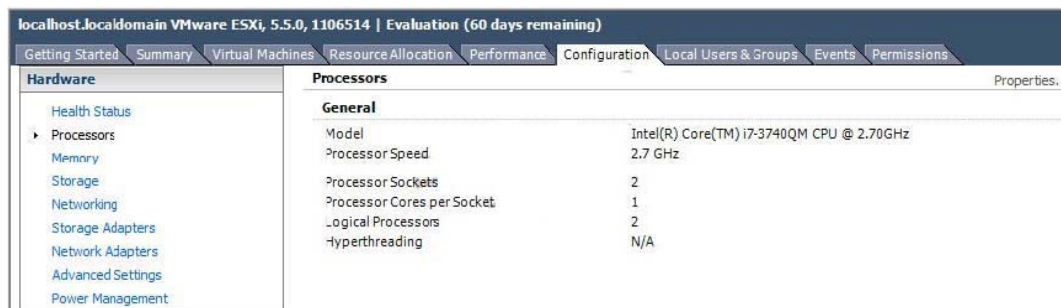 localhost.localdomain VMware ESXi, 5.5.0, 1106514 | Evaluation (60 days remaining)
Getting Started Summary Virtual Machines Resource Allocation Performance Configuration Local Users & Groups Events Permissions
Hardware
Health Status
Processors
Memory
Storage
Networking
Storage Adapters
Network Adapters
Advanced Settings
Power Management
Processors
Properties.
General
Model Intel(R) Core(TM) i7-3740QM CPU @ 2.70GHz
Processor Speed 2.7 GHz
Processor Sockets 2
Processor Cores per Socket 1
Logical Processors 2
Hyperthreading N/A